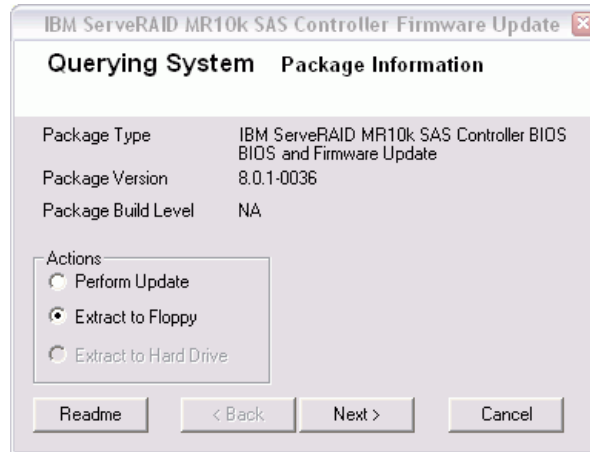 IBM ServeRAID MR10k SAS Controller Firmware Update
Querying System Package Information
Package Type IBM ServeRAID MR10k SAS Controller BIOS
BIOS and Firmware Update
Package Version 8.0.1-0036
Package Build Level NA
Actions
Perform Update
Extract to Floppy
Extract to Hard Drive
Readme < Back Next > Cancel